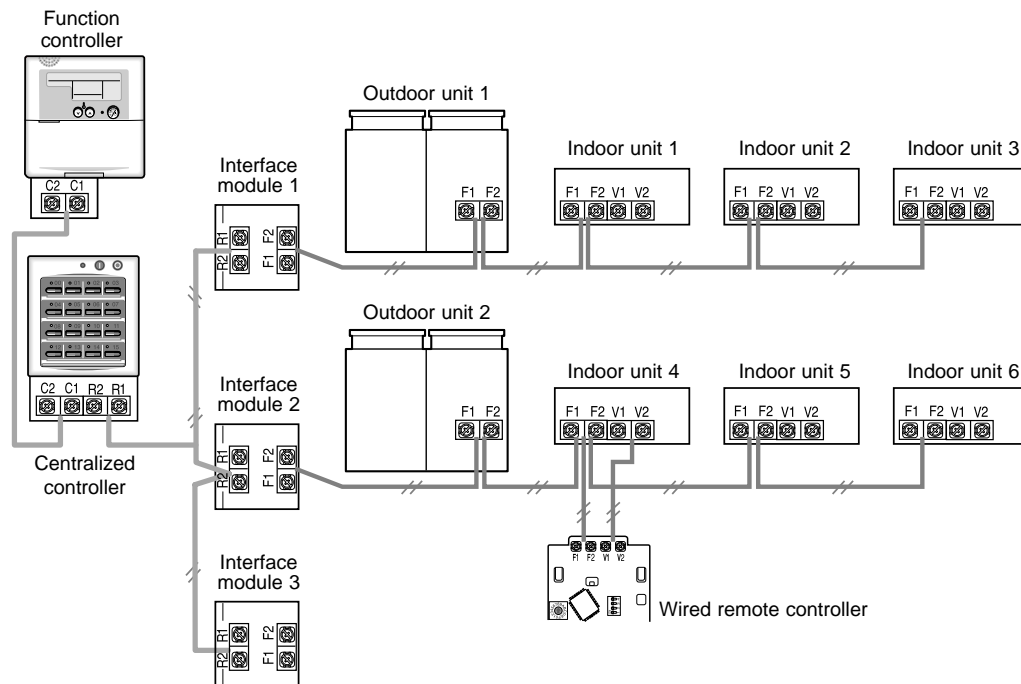 Function
controller
C2 C1
Outdoor unit 1
F1 F2
Interface
module 1
R1
R2
F2
F1
Indoor unit 1
F1 F2 V1 V2
Indoor unit 2
F1 F2 V1 V2
Indoor unit 3
F1 F2 V1 V2
C2 C1 R2 R1
Centralized
controller
Outdoor unit 2
F1 F2
Interface
module 2
R1
R2
F2
F1
Indoor unit 4
F1 F2 V1 V2
Indoor unit 5
F1 F2 V1 V2
Indoor unit 6
F1 F2 V1 V2
Interface
module 3
R1
R2
F2
F1
F1 F2 V1 V2
Wired remote controller